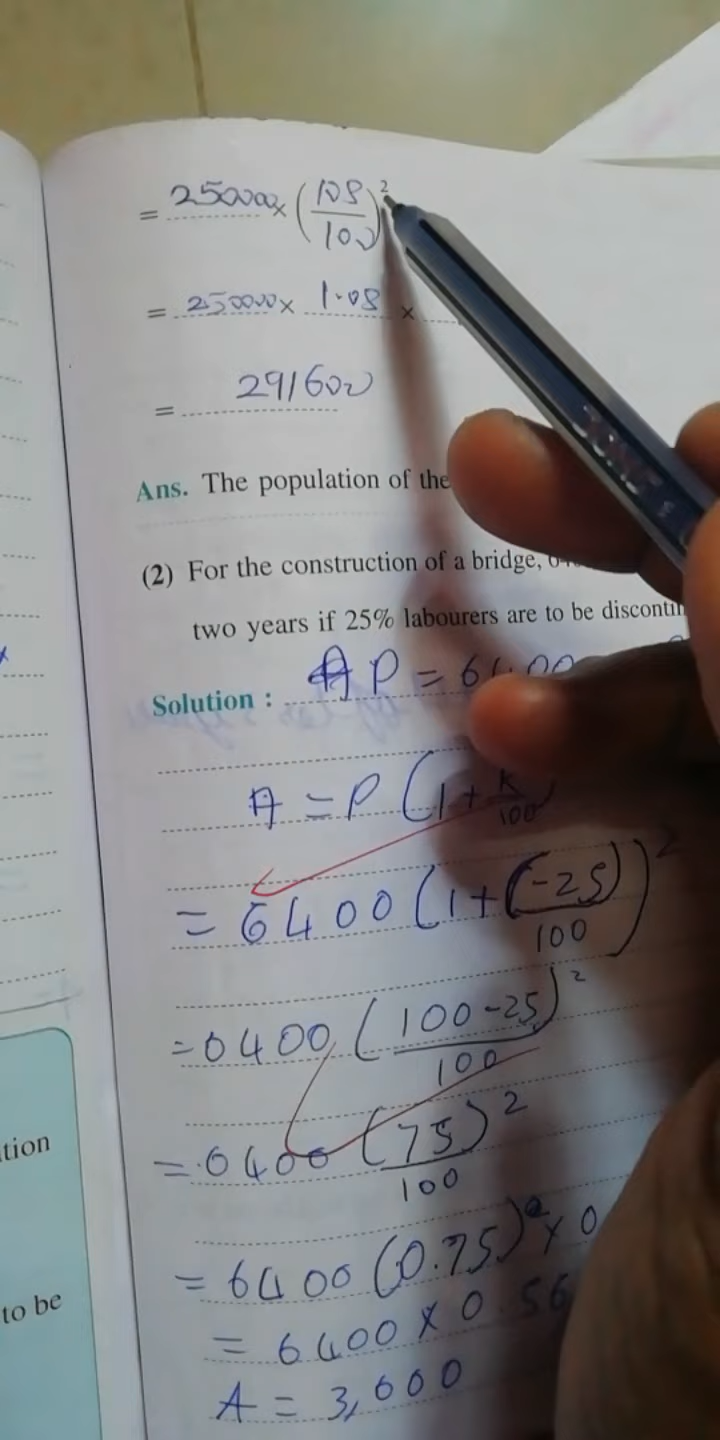 = 250000 × (108/100)²
= 250000 × 1.08 ×
= 291600
Ans. The population of the
(2) For the construction of a bridge,
two years if 25% labourers are to be
Solution : P = 6400
A = P (1 + R/100)
= 6400 (1 + (-25)/100)²
= 6400 (100-25/100)²
= 6400 (75/100)²
= 6400 (0.75)² × 0
= 6400 × 0.56
A = 3,600
tion
to be